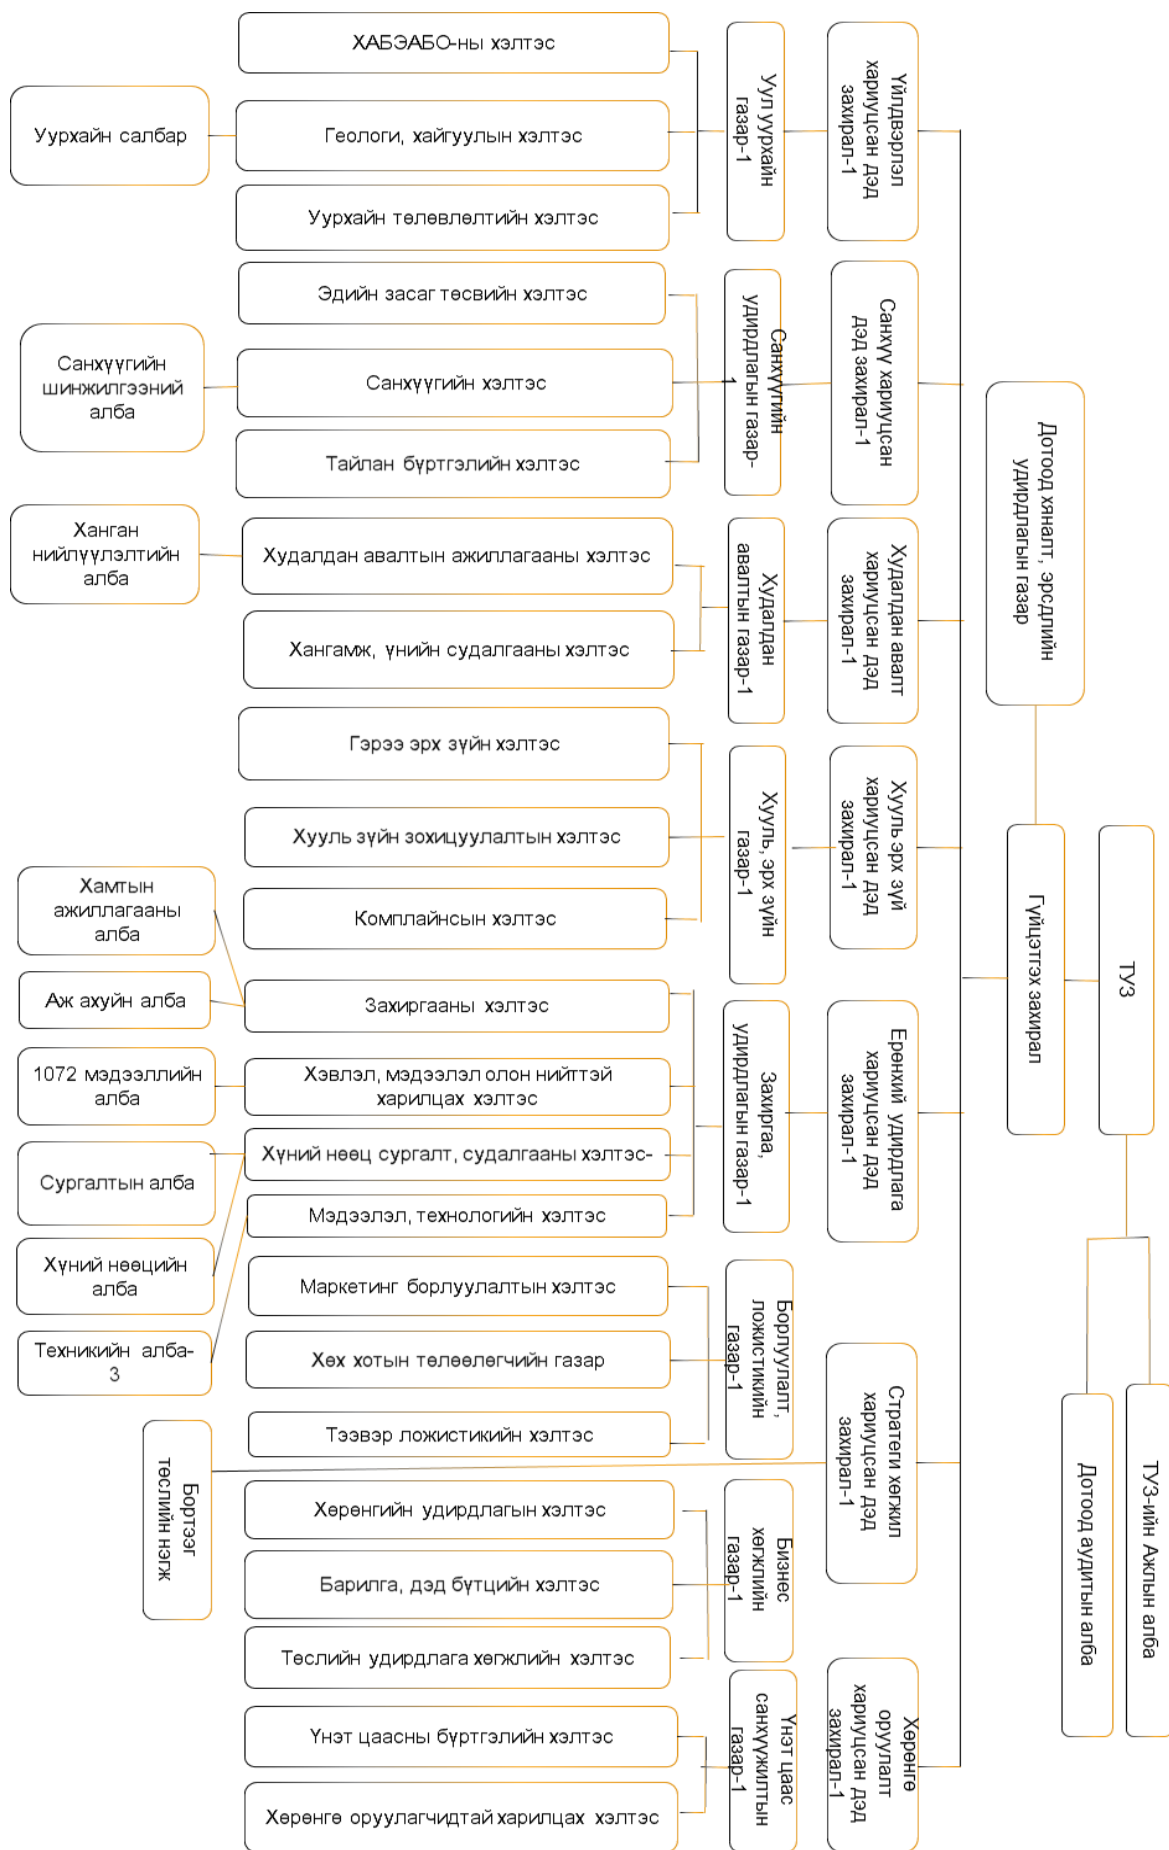 ТУЗ
ТУЗ-ийн Ажлын алба
Дотоод аудитын алба
Гүйцэтгэх захирал
Дотоод хяналт, эрсдлийн
удирдлагын газар
Үйлдвэрлэл
хариуцсан дэд
захирал-1
Уул уурхайн
газар-1
ХАБЭАБО-ны хэлтэс
Геологи, хайгуулын хэлтэс
Уурхайн төлөвлөлтийн хэлтэс
Уурхайн салбар
Санхүү хариуцсан
дэд захирал-1
Санхүүгийн
удирдлагын газар-
1
Эдийн засаг төсвийн хэлтэс
Санхүүгийн хэлтэс
Тайлан бүртгэлийн хэлтэс
Санхүүгийн
шинжилгээний
алба
Худалдан авалт
хариуцсан дэд
захирал-1
Худалдан
авалтын газар-1
Худалдан авалтын ажиллагааны хэлтэс
Хангамж, үнийн судалгааны хэлтэс
Ханган
нийлүүлэлтийн
алба
Хууль эрх зүй
хариуцсан дэд
захирал-1
Хууль, эрх зүйн
газар-1
Гэрээ эрх зүйн хэлтэс
Хууль зүйн зохицуулалтын хэлтэс
Комплайнсын хэлтэс
Ерөнхий удирдлага
хариуцсан дэд
захирал-1
Захиргаа,
удирдлагын газар-1
Захиргааны хэлтэс
Хэвлэл, мэдээлэл олон нийттэй
харилцах хэлтэс
Хүний нөөц сургалт, судалгааны хэлтэс-
Мэдээлэл, технологийн хэлтэс
Хамтын
ажиллагааны
алба
Аж ахуйн алба
1072 мэдээллийн
алба
Сургалтын алба
Хүний нөөцийн
алба
Техникийн алба-
3
Стратеги хөгжил
хариуцсан дэд
захирал-1
Борлуулалт,
ложистикийн
газар-1
Маркетинг борлуулалтын хэлтэс
Хөх хотын төлөөлөгчийн газар
Тээвэр ложистикийн хэлтэс
Бортээг
төслийн нэгж
Бизнес
хөгжлийн
газар-1
Хөрөнгийн удирдлагын хэлтэс
Барилга, дэд бүтцийн хэлтэс
Төслийн удирдлага хөгжлийн хэлтэс
Хөрөнгө
оруулалт
хариуцсан дэд
захирал-1
Үнэт цаас
санхүүжилтын
газар-1
Үнэт цаасны бүртгэлийн хэлтэс
Хөрөнгө оруулагчидтай харилцах хэлтэс